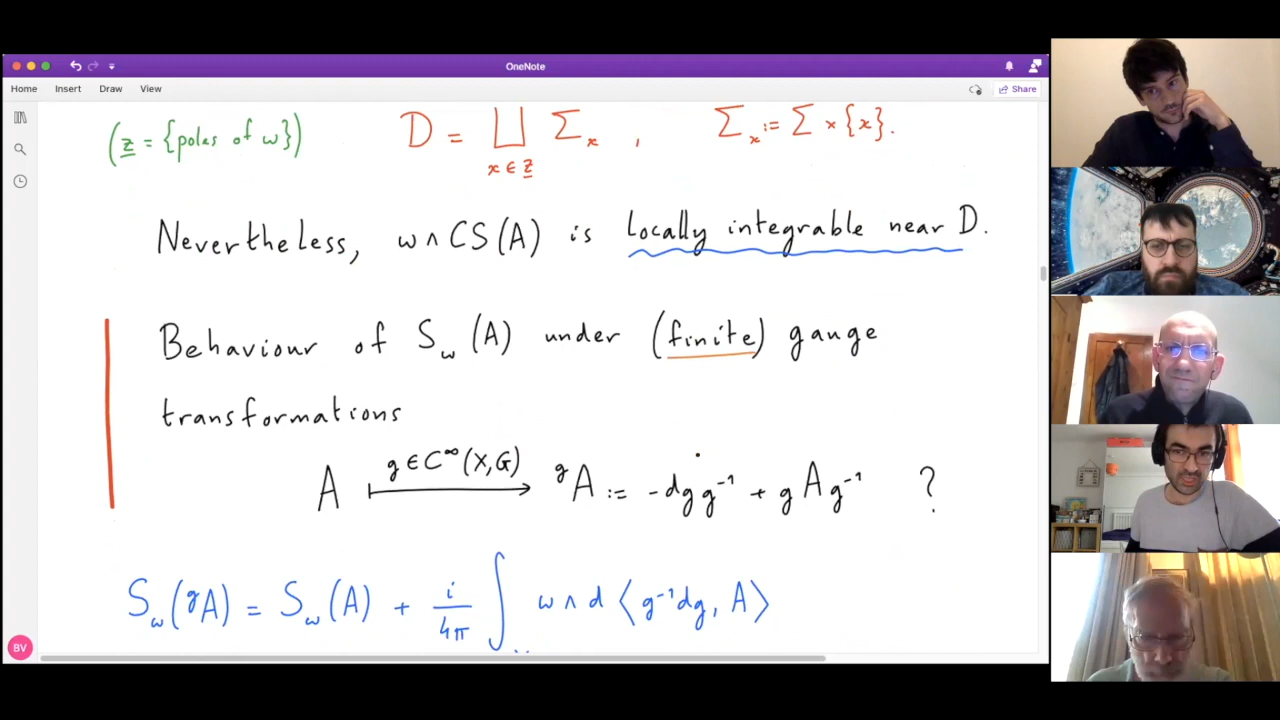 OneNote
Home Insert Draw View Share
(z = {poles of ω}) D = ⨆ Σₓ , Σₓ := Σ × {x}.
x ∈ z
Nevertheless, ω ∧ CS(A) is locally integrable near D.
Behaviour of S_ω(A) under (finite) gauge
transformations
A ⟼ ᵍA := -dg g⁻¹ + g A g⁻¹ ?
g ∈ C^∞(X, G)
S_ω(ᵍA) = S_ω(A) + i/4π ∫ ω ∧ d⟨g⁻¹dg, A⟩
BV